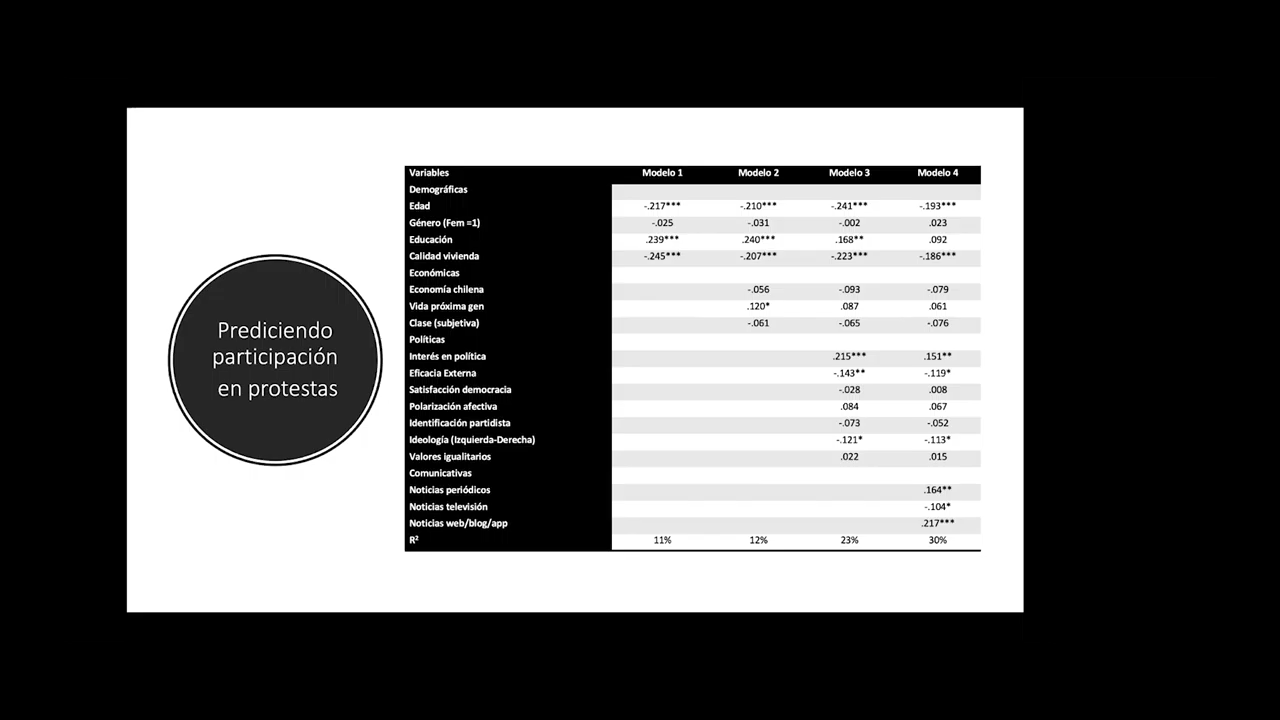 Prediciendo
participación
en protestas
Variables Modelo 1 Modelo 2 Modelo 3 Modelo 4
Demográficas
Edad -.217*** -.210*** -.241*** -.193***
Género (Fem =1) -.025 -.031 -.002 .023
Educación .239*** .240*** .168** .092
Calidad vivienda -.245*** -.207*** -.223*** -.186***
Económicas
Economía chilena -.056 -.093 -.079
Vida próxima gen .120* .087 .061
Clase (subjetiva) -.061 -.065 -.076
Políticas
Interés en política .215*** .151**
Eficacia Externa -.143** -.119*
Satisfacción democracia -.028 .008
Polarización afectiva .084 .067
Identificación partidista -.073 -.052
Ideología (Izquierda-Derecha) -.121* -.113*
Valores igualitarios .022 .015
Comunicativas
Noticias periódicos .164**
Noticias televisión -.104*
Noticias web/blog/app .217***
R² 11% 12% 23% 30%